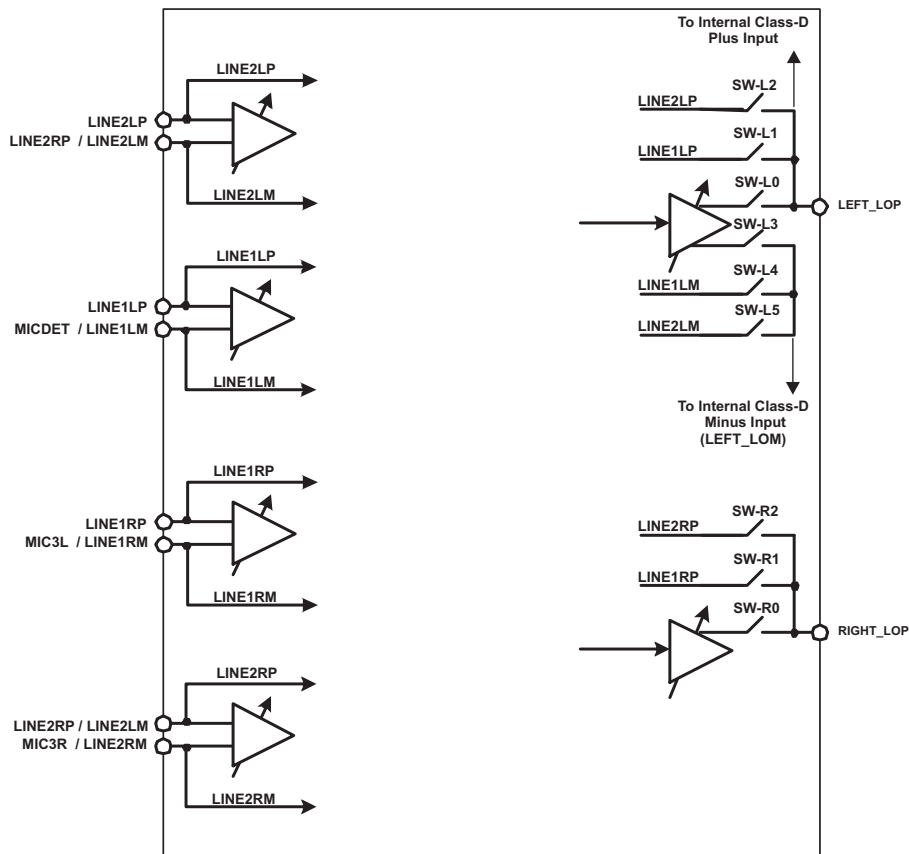 To Internal Class-D
Plus Input
LINE2LP
SW-L2
LINE2LP
LINE2LP
LINE2RP / LINE2LM
SW-L1
LINE1LP
SW-L0
LINE2LM
LEFT_LOP
SW-L3
LINE1LP
SW-L4
LINE1LM
LINE1LP
SW-L5
MICDET / LINE1LM
LINE2LM
LINE1LM
To Internal Class-D
Minus Input
(LEFT_LOM)
LINE1RP
SW-R2
LINE1RP
LINE2RP
MIC3L / LINE1RM
SW-R1
LINE1RP
LINE1RM
SW-R0
RIGHT_LOP
LINE2RP
LINE2RP / LINE2LM
MIC3R / LINE2RM
LINE2RM